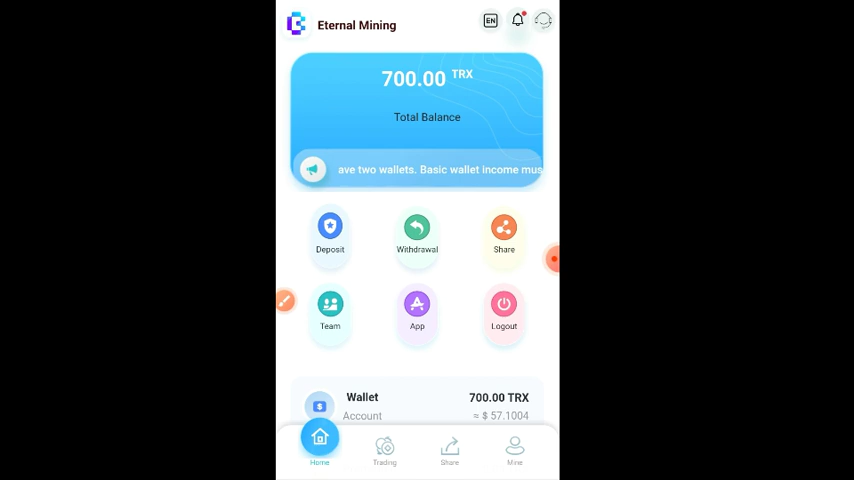 Eternal Mining
EN
700.00 TRX
Total Balance
ave two wallets. Basic wallet income mus
Deposit
Withdrawal
Share
Team
App
Logout
Wallet
700.00 TRX
Account
≈ $ 57.1004
Home
Trading
Share
Mine